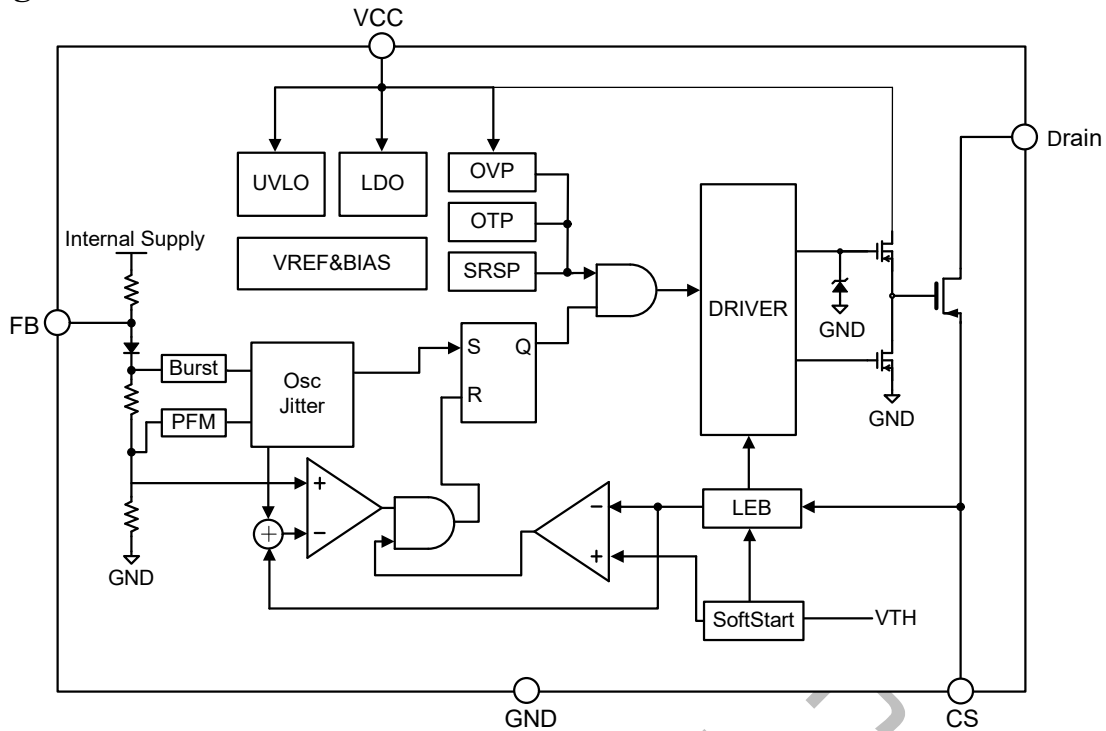 VCC
Drain
UVLO
LDO
OVP
OTP
SRSP
VREF&BIAS
Internal Supply
FB
Burst
PFM
Osc
Jitter
S
Q
R
DRIVER
GND
GND
+
−
−
+
+
LEB
SoftStart
VTH
GND
GND
CS